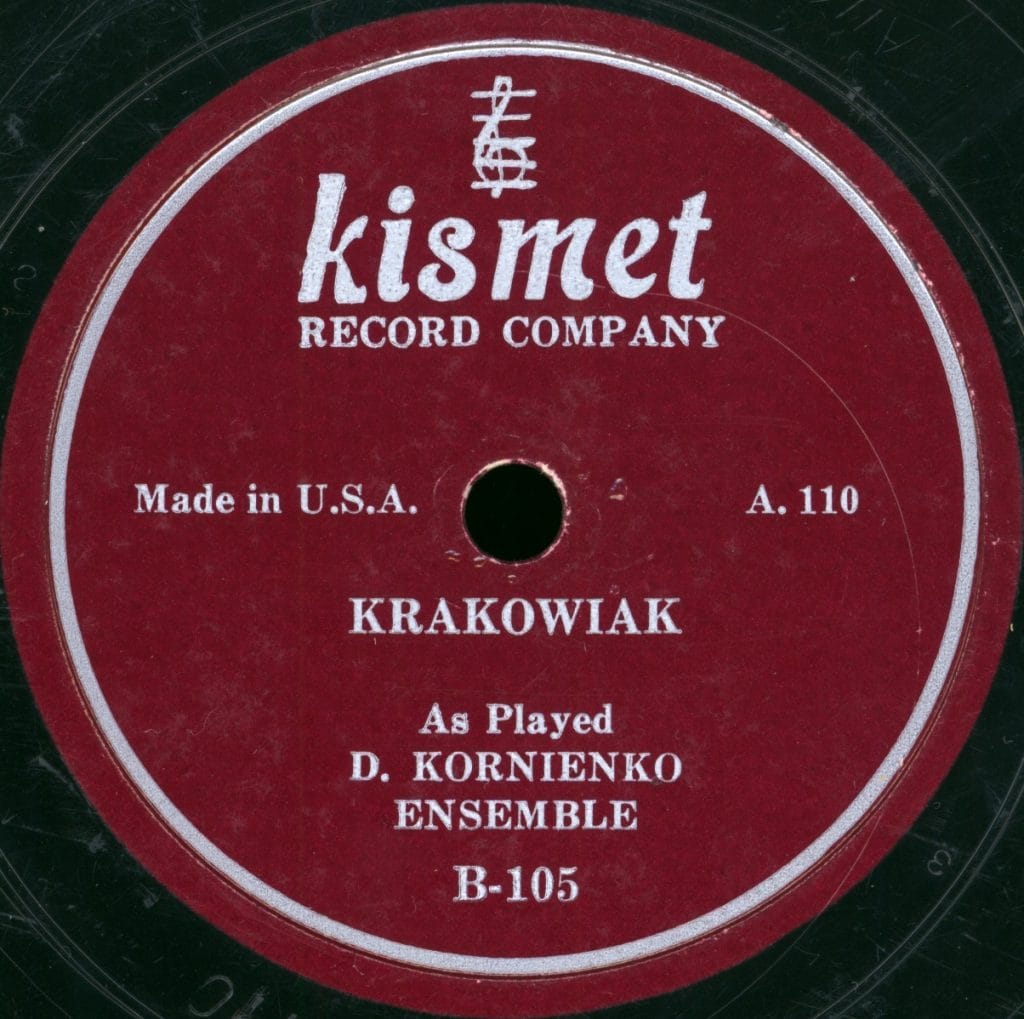 kismet
RECORD COMPANY
Made in U.S.A.
A. 110
KRAKOWIAK
As Played
D. KORNIENKO
ENSEMBLE
B-105